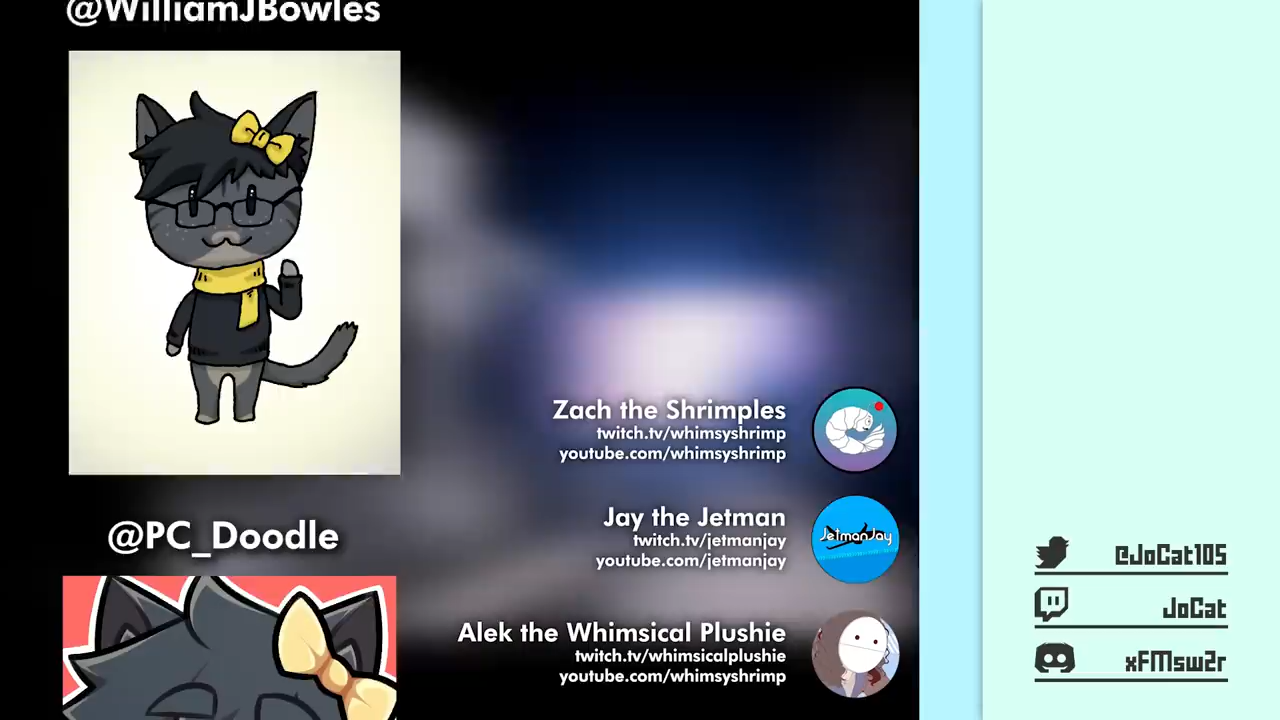 @WilliamJBowles
@PC_Doodle
Zach the Shrimples
twitch.tv/whimsyshrimp
youtube.com/whimsyshrimp
Jay the Jetman
twitch.tv/jetmanjay
youtube.com/jetmanjay
JetmanJay
Alek the Whimsical Plushie
twitch.tv/whimsicalplushie
youtube.com/whimsyshrimp
@JoCat105
JoCat
xFMsw2r